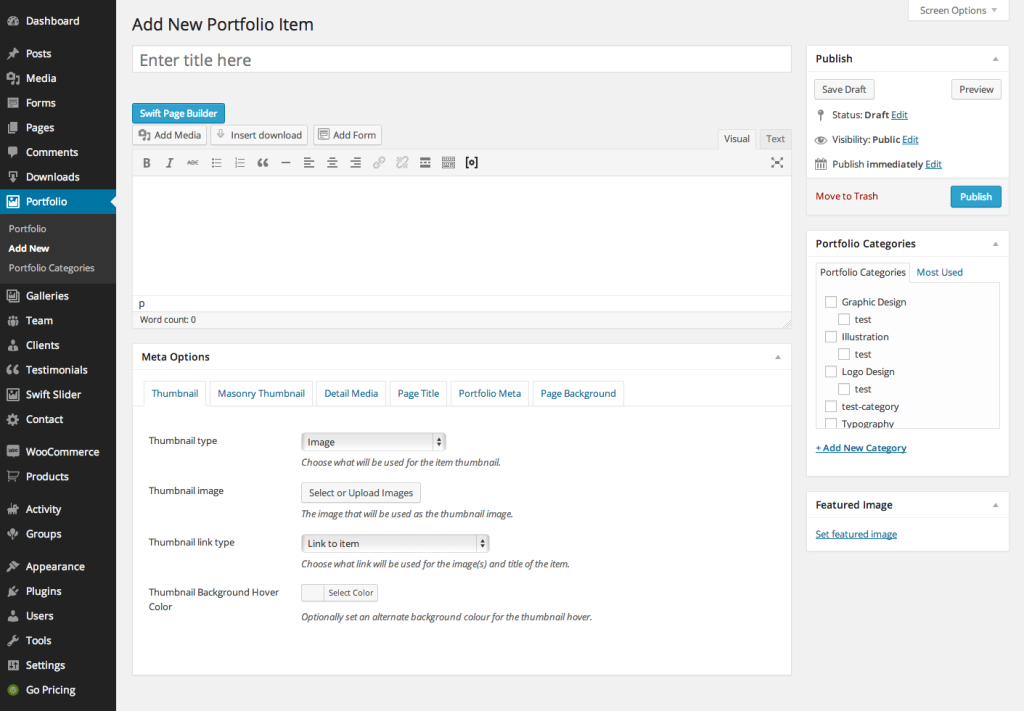 Dashboard
Posts
Media
Forms
Pages
Comments
Downloads
Portfolio
Portfolio
Add New
Portfolio Categories
Galleries
Team
Clients
Testimonials
Swift Slider
Contact
WooCommerce
Products
Activity
Groups
Appearance
Plugins
Users
Tools
Settings
Go Pricing
Screen Options
Add New Portfolio Item
Enter title here
Swift Page Builder
Add Media Insert download Add Form
Visual Text
B I ABC
p
Word count: 0
Meta Options
Thumbnail Masonry Thumbnail Detail Media Page Title Portfolio Meta Page Background
Thumbnail type Image
Choose what will be used for the item thumbnail.
Thumbnail image Select or Upload Images
The image that will be used as the thumbnail image.
Thumbnail link type Link to item
Choose what link will be used for the image(s) and title of the item.
Thumbnail Background Hover Select Color
Color
Optionally set an alternate background colour for the thumbnail hover.
Publish
Save Draft Preview
Status: Draft Edit
Visibility: Public Edit
Publish immediately Edit
Move to Trash Publish
Portfolio Categories
Portfolio Categories Most Used
Graphic Design
test
Illustration
test
Logo Design
test
test-category
Typography
+ Add New Category
Featured Image
Set featured image